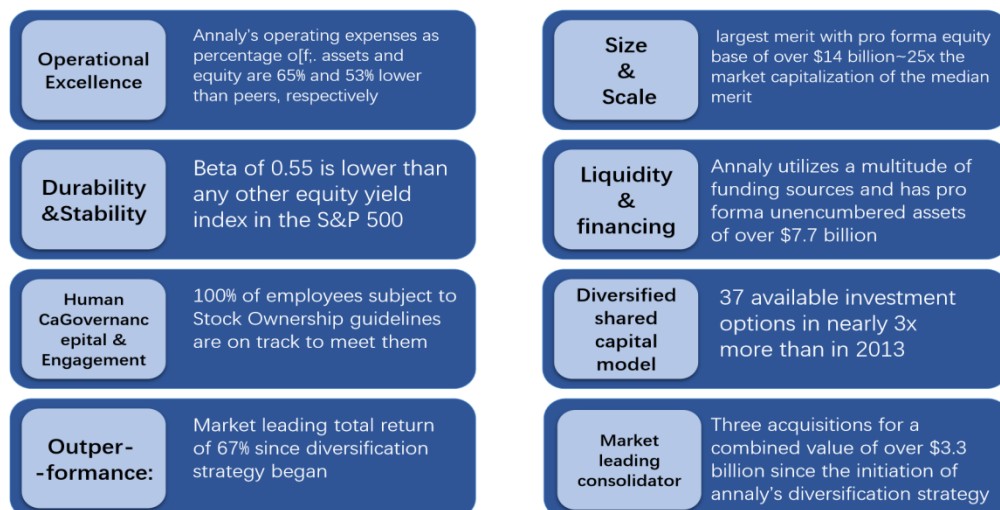 Operational
Excellence
Annaly's operating expenses as
percentage o[f;. assets and
equity are 65% and 53% lower
than peers, respectively
Size
&
Scale
largest merit with pro forma equity
base of over $14 billion~25x the
market capitalization of the median
merit
Durability
&Stability
Beta of 0.55 is lower than
any other equity yield
index in the S&P 500
Liquidity
&
financing
Annaly utilizes a multitude of
funding sources and has pro
forma unencumbered assets
of over $7.7 billion
Human
CaGovernanc
epital &
Engagement
100% of employees subject to
Stock Ownership guidelines
are on track to meet them
Diversified
shared
capital
model
37 available investment
options in nearly 3x
more than in 2013
Outper-
-formance:
Market leading total return
of 67% since diversification
strategy began
Market
leading
consolidator
Three acquisitions for a
combined value of over $3.3
billion since the initiation of
annaly's diversification strategy